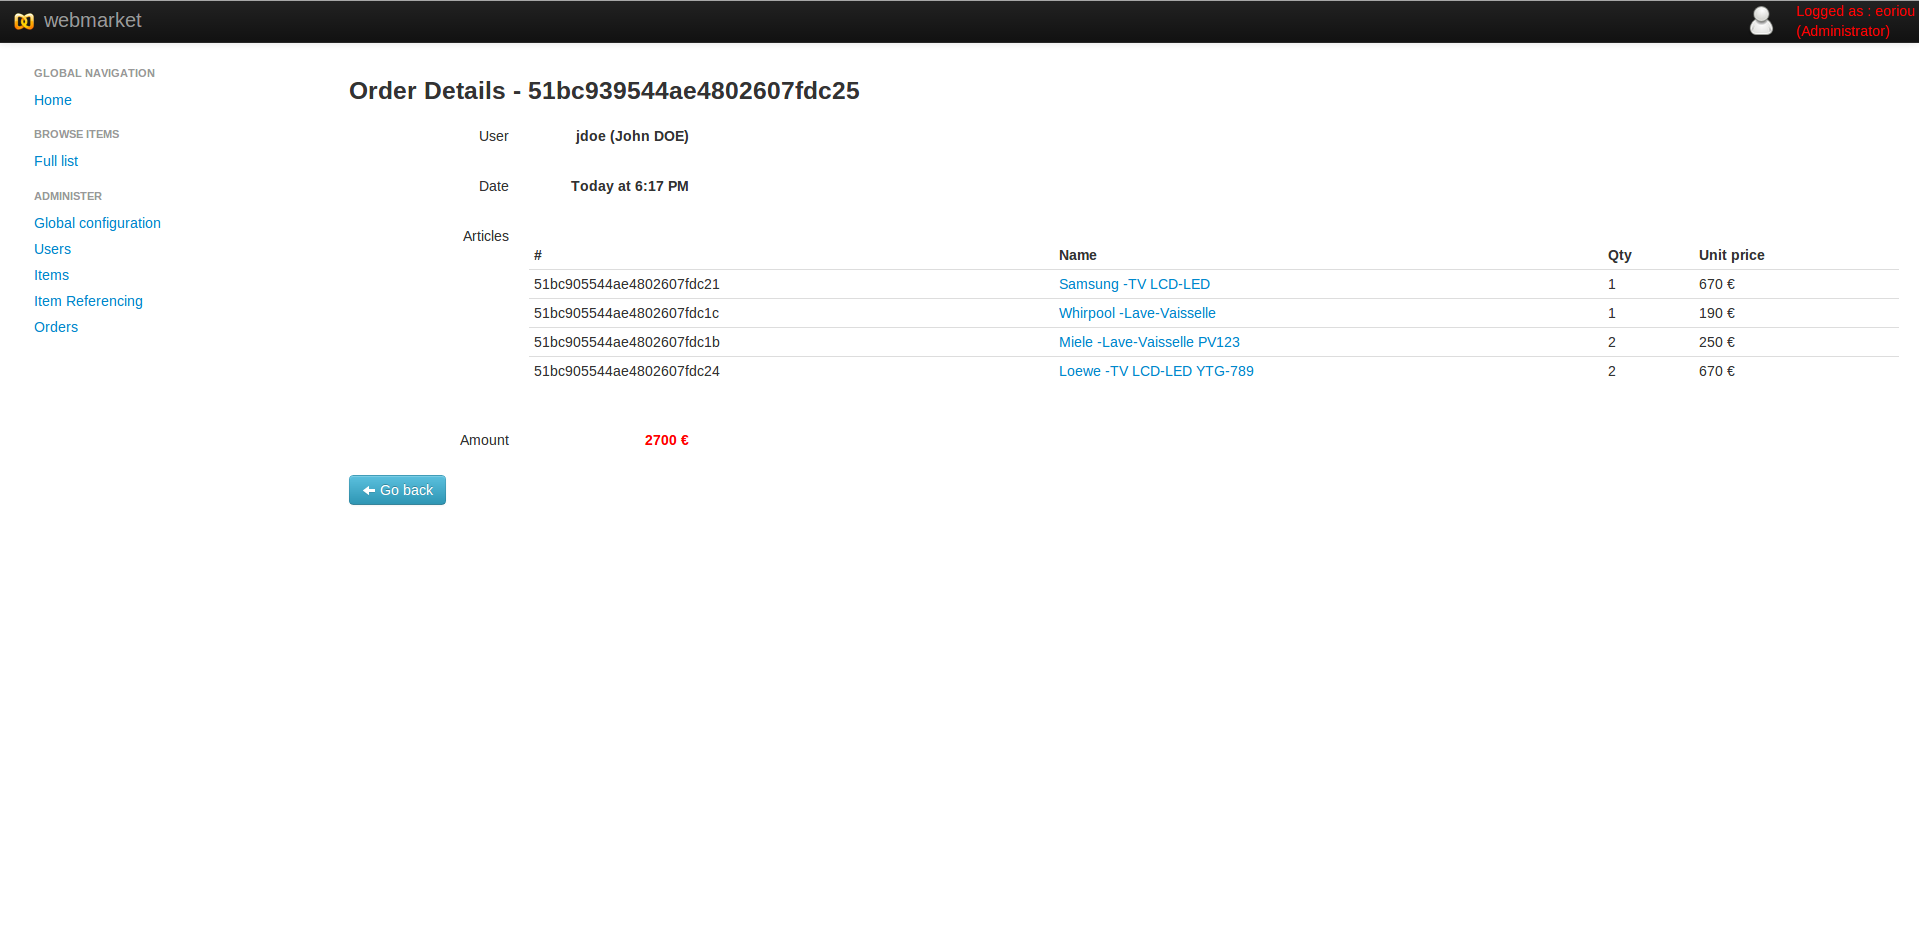 webmarket
Logged as : eoriou
(Administrator)
GLOBAL NAVIGATION
Home
BROWSE ITEMS
Full list
ADMINISTER
Global configuration
Users
Items
Item Referencing
Orders
Order Details - 51bc939544ae4802607fdc25
User jdoe (John DOE)
Date Today at 6:17 PM
Articles
# Name Qty Unit price
51bc905544ae4802607fdc21 Samsung -TV LCD-LED 1 670 €
51bc905544ae4802607fdc1c Whirpool -Lave-Vaisselle 1 190 €
51bc905544ae4802607fdc1b Miele -Lave-Vaisselle PV123 2 250 €
51bc905544ae4802607fdc24 Loewe -TV LCD-LED YTG-789 2 670 €
Amount 2700 €
Go back